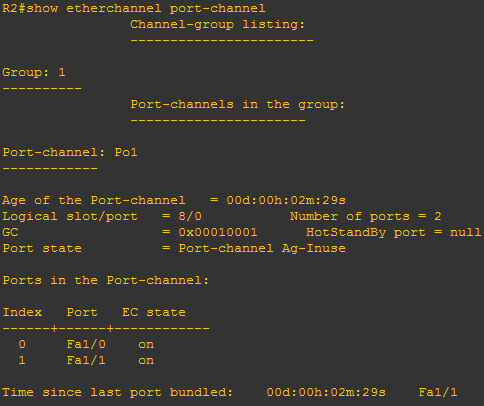 R2#show etherchannel port-channel
Channel-group listing:
-----------------------
Group: 1
----------
Port-channels in the group:
----------------------
Port-channel: Po1
------------
Age of the Port-channel   = 00d:00h:02m:29s
Logical slot/port   = 8/0           Number of ports = 2
GC                  = 0x00010001      HotStandBy port = null
Port state          = Port-channel Ag-Inuse
Ports in the Port-channel:
Index   Port   EC state
------+------+------------
  0     Fa1/0    on
  1     Fa1/1    on
Time since last port bundled:    00d:00h:02m:29s    Fa1/1